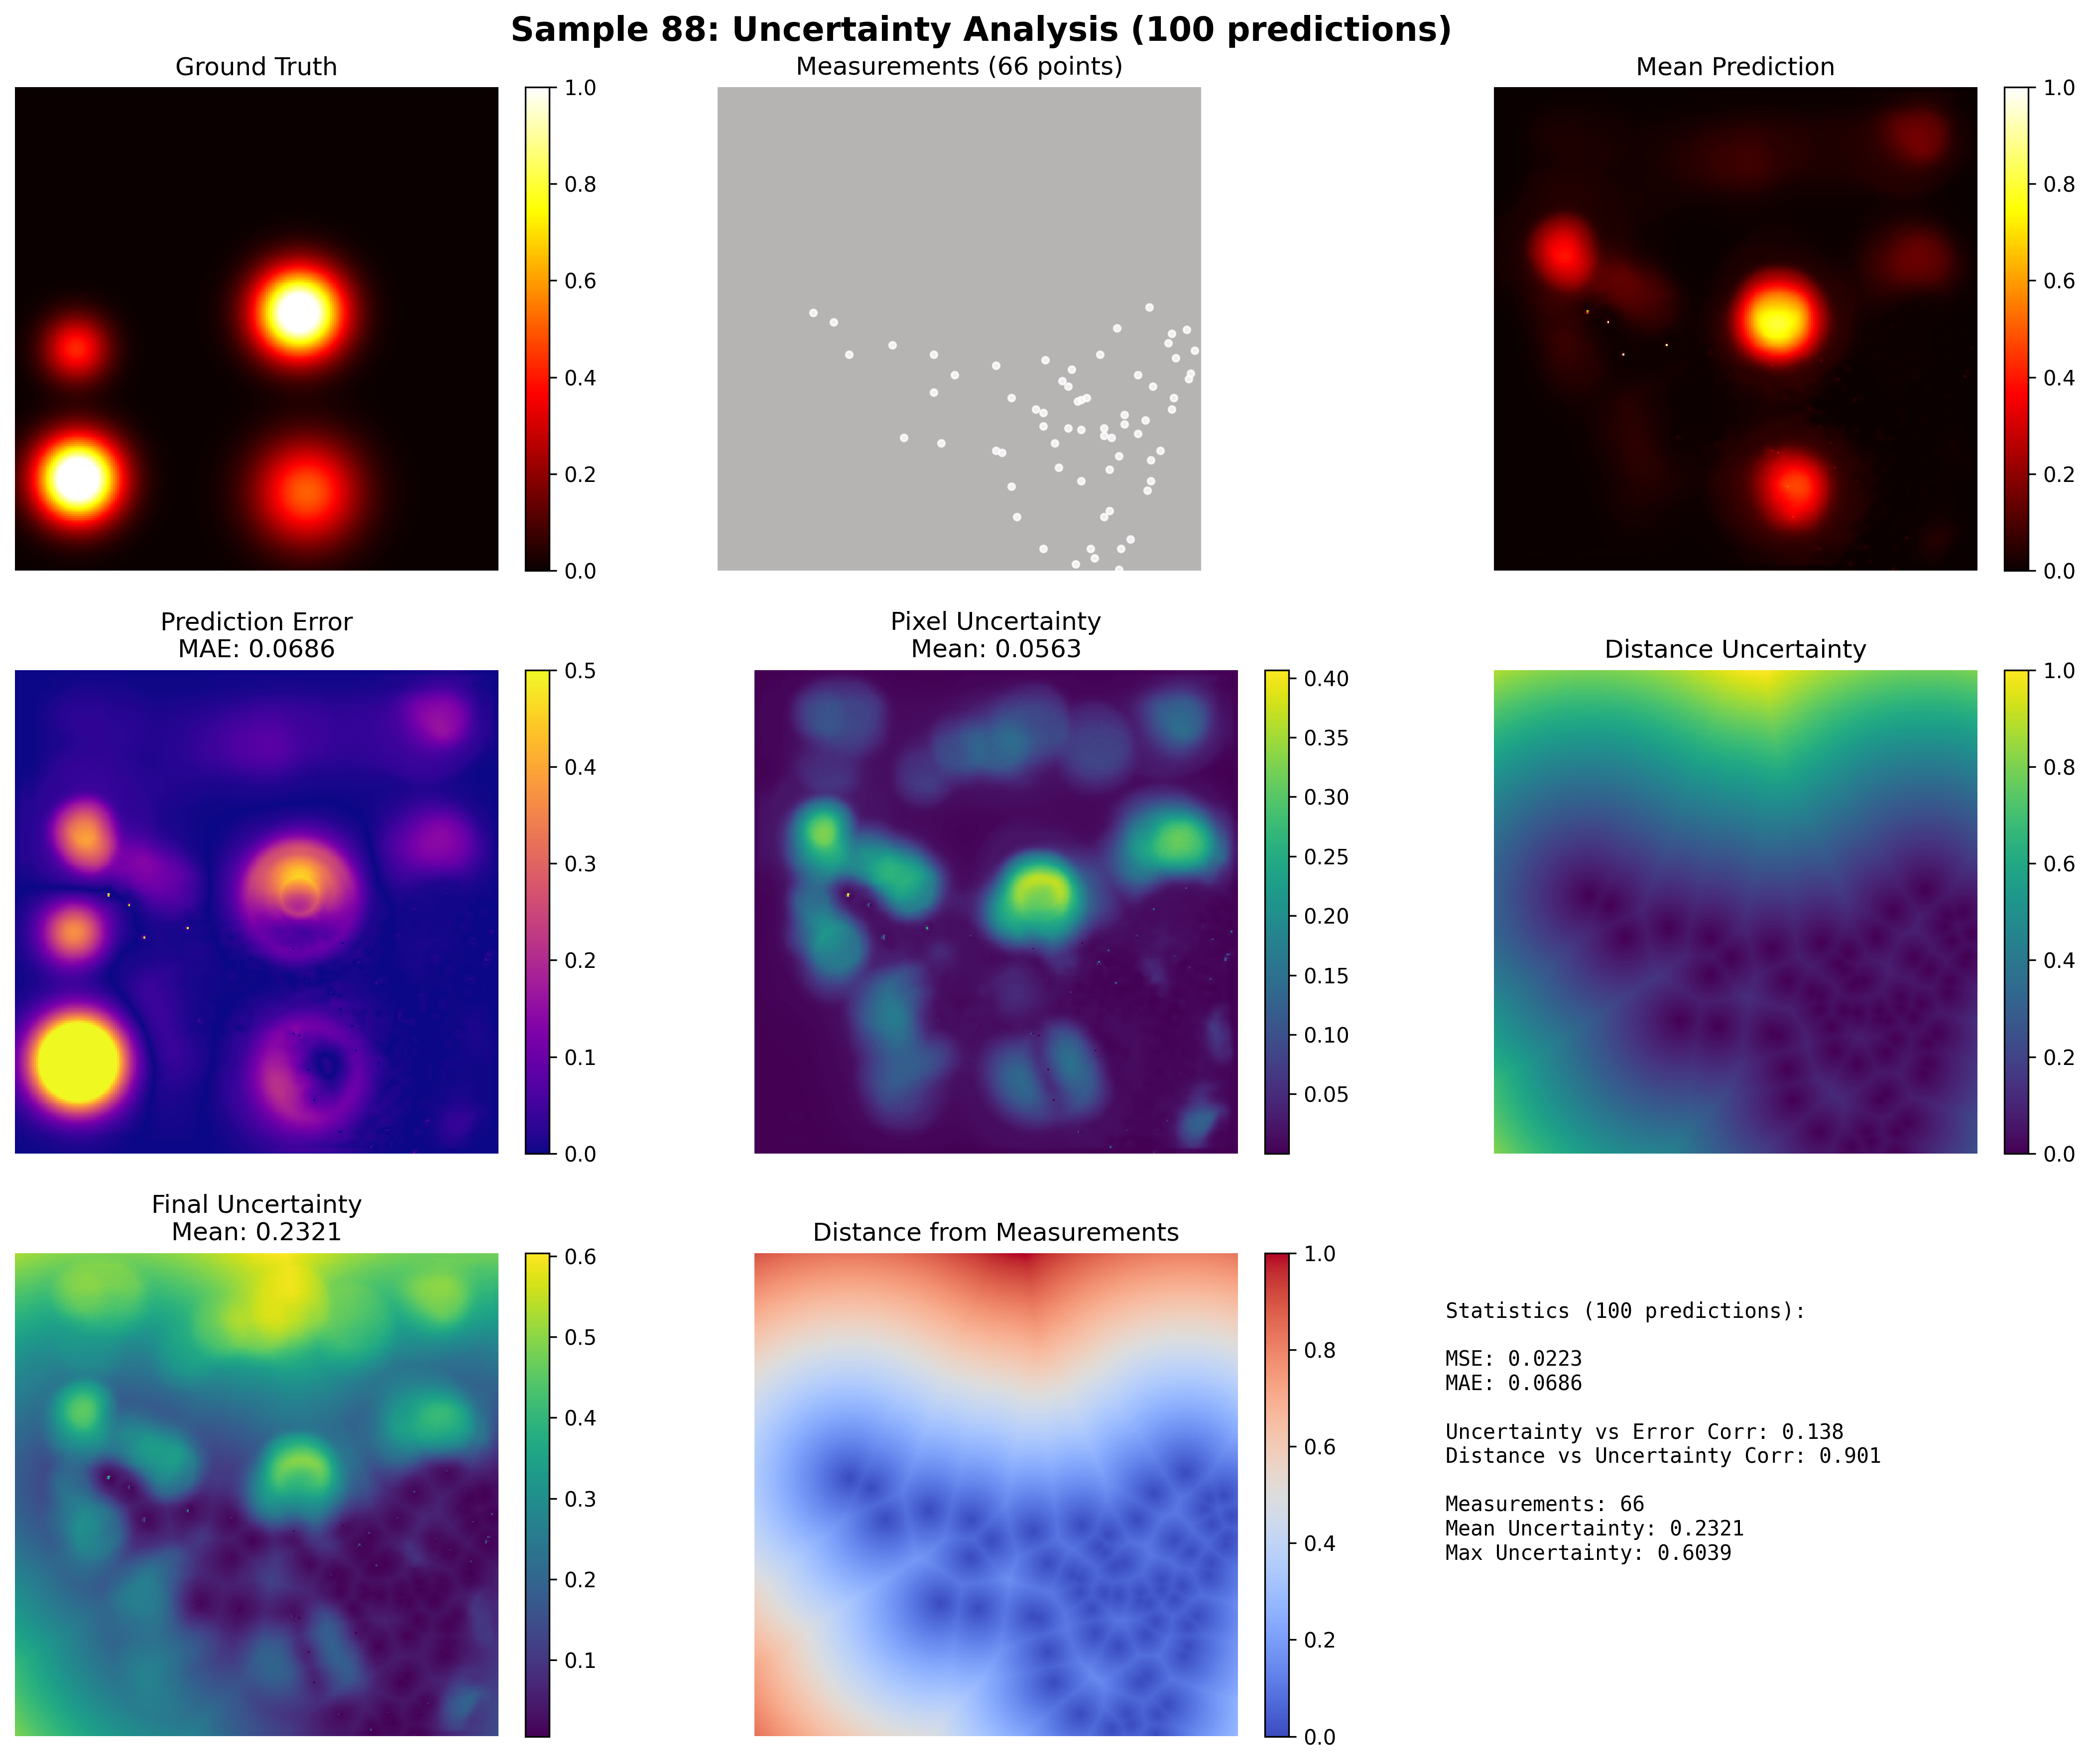 Sample 88: Uncertainty Analysis (100 predictions)
Ground Truth
1.0
0.8
0.6
0.4
0.2
0.0
Measurements (66 points)
Mean Prediction
1.0
0.8
0.6
0.4
0.2
0.0
Prediction Error
MAE: 0.0686
0.5
0.4
0.3
0.2
0.1
0.0
Pixel Uncertainty
Mean: 0.0563
0.40
0.35
0.30
0.25
0.20
0.15
0.10
0.05
Distance Uncertainty
1.0
0.8
0.6
0.4
0.2
0.0
Final Uncertainty
Mean: 0.2321
0.6
0.5
0.4
0.3
0.2
0.1
Distance from Measurements
1.0
0.8
0.6
0.4
0.2
0.0
Statistics (100 predictions):
MSE: 0.0223
MAE: 0.0686
Uncertainty vs Error Corr: 0.138
Distance vs Uncertainty Corr: 0.901
Measurements: 66
Mean Uncertainty: 0.2321
Max Uncertainty: 0.6039